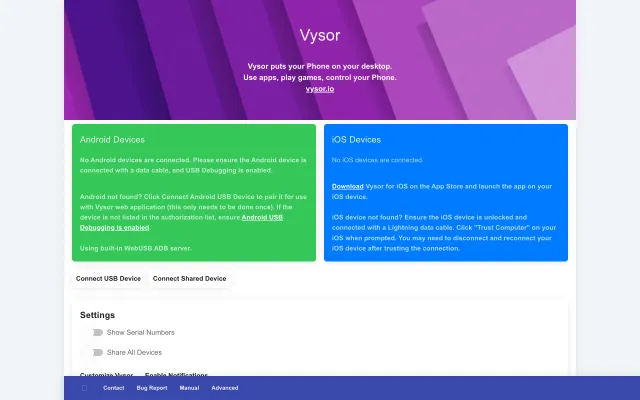 Vysor
Vysor puts your Phone on your desktop.
Use apps, play games, control your Phone.
vysor.io
Android Devices
No Android devices are connected. Please ensure the Android device is
connected with a data cable, and USB Debugging is enabled.
Android not found? Click Connect Android USB Device to pair it for use
with Vysor web application (this only needs to be done once). If the
device is not listed in the authorization list, ensure Android USB
Debugging is enabled.
Using built-in WebUSB ADB server.
iOS Devices
No iOS devices are connected.
Download Vysor for iOS on the App Store and launch the app on your
iOS device.
iOS device not found? Ensure the iOS device is unlocked and
connected with a Lightning data cable. Click "Trust Computer" on your
iOS when prompted. You may need to disconnect and reconnect your
iOS device after trusting the connection.
Connect USB Device Connect Shared Device
Settings
Show Serial Numbers
Share All Devices
Customize Vysor Enable Notifications
Contact Bug Report Manual Advanced